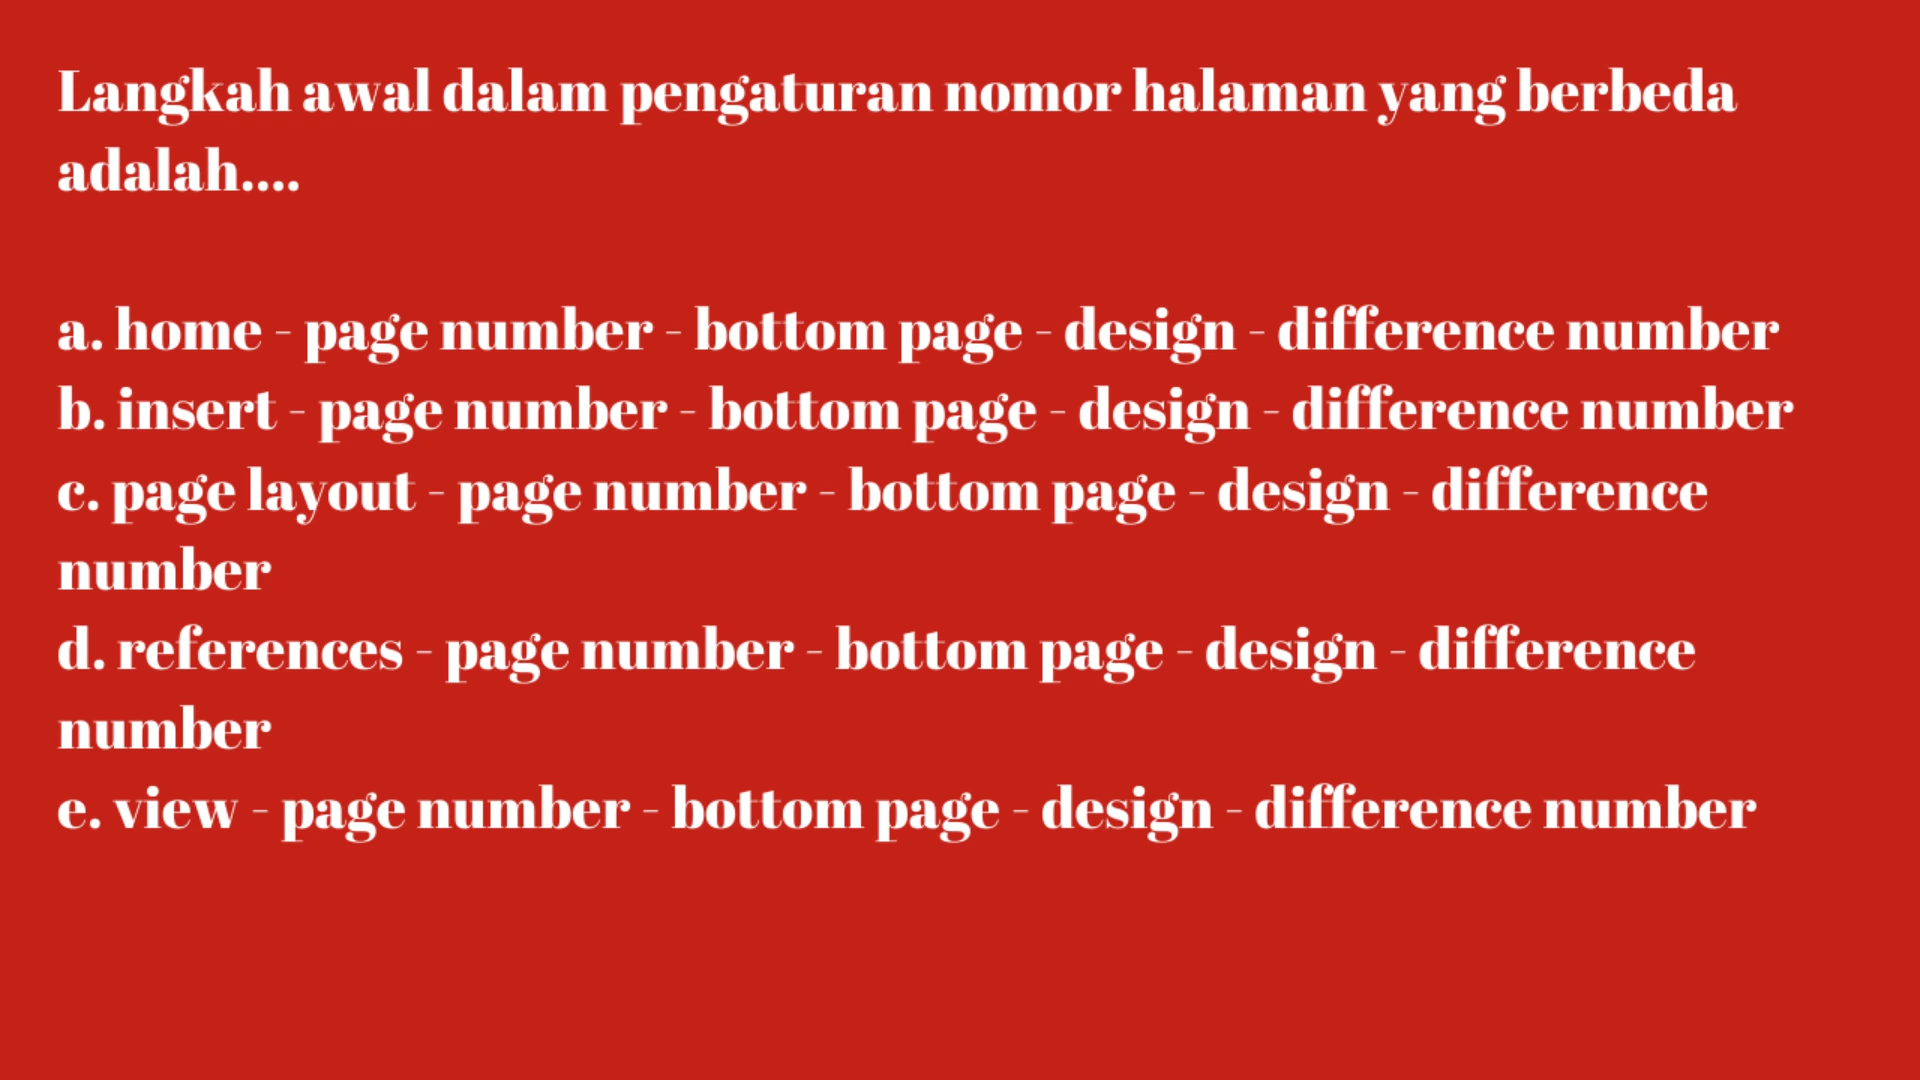 Langkah awal dalam pengaturan nomor halaman yang berbeda
adalah....
a. home - page number - bottom page - design - difference number
b. insert - page number - bottom page - design - difference number
c. page layout - page number - bottom page - design - difference
number
d. references - page number - bottom page - design - difference
number
e. view - page number - bottom page - design - difference number